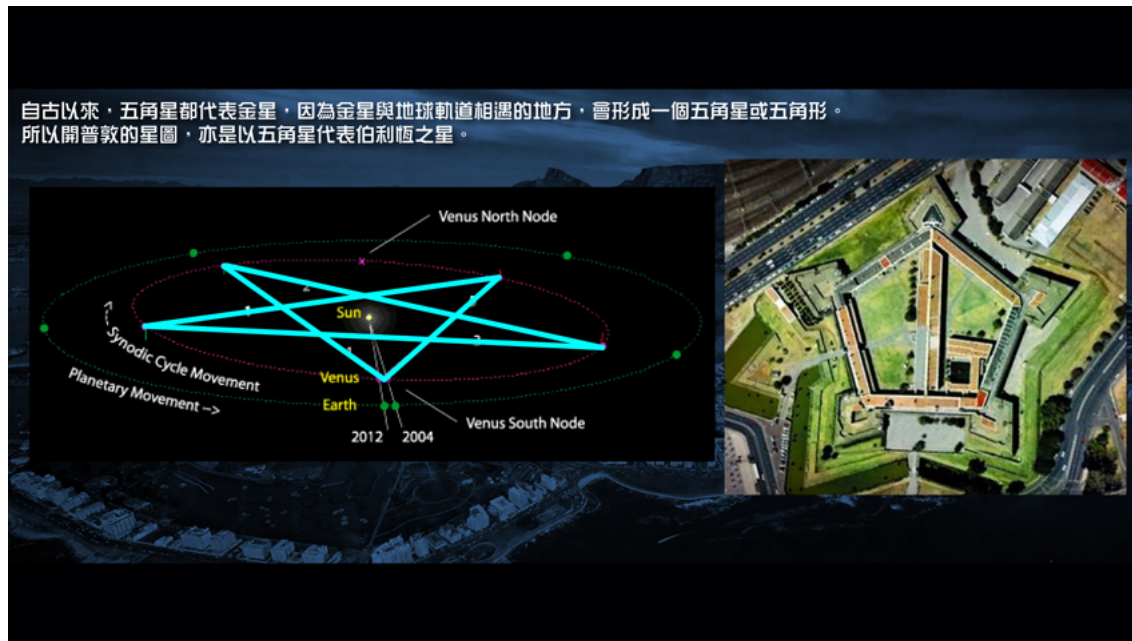 自古以來，五角星都代表金星，因為金星與地球軌道相遇的地方，會形成一個五角星或五角形。
所以開普敦的星圖，亦是以五角星代表伯利恆之星。
Venus North Node
2
1
3
Sun
<--- Synodic Cycle Movement
Venus
Planetary Movement -->
Earth
Venus South Node
2012
2004